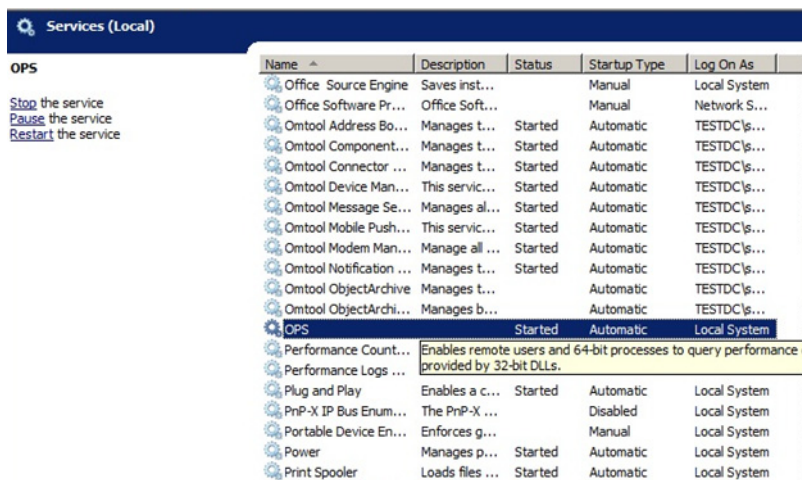 Services (Local)
OPS
Stop the service
Pause the service
Restart the service
Name Description Status Startup Type Log On As
Office Source Engine Saves inst... Manual Local System
Office Software Pr... Office Soft... Manual Network S...
Omtool Address Bo... Manages t... Started Automatic TESTDC\s...
Omtool Component... Manages t... Started Automatic TESTDC\s...
Omtool Connector ... Manages t... Started Automatic TESTDC\s...
Omtool Device Man... This servic... Started Automatic TESTDC\s...
Omtool Message Se... Manages al... Started Automatic TESTDC\s...
Omtool Mobile Push... This servic... Started Automatic TESTDC\s...
Omtool Modem Man... Manage all ... Started Automatic TESTDC\s...
Omtool Notification ... Manages t... Started Automatic TESTDC\s...
Omtool ObjectArchive Manages t... Automatic TESTDC\s...
Omtool ObjectArchi... Manages b... Automatic TESTDC\s...
OPS Started Automatic Local System
Performance Count... Enables remote users and 64-bit processes to query performance
Performance Logs ... provided by 32-bit DLLs.
Plug and Play Enables a c... Started Automatic Local System
PnP-X IP Bus Enum... The PnP-X ... Disabled Local System
Portable Device En... Enforces g... Manual Local System
Power Manages p... Started Automatic Local System
Print Spooler Loads files ... Started Automatic Local System